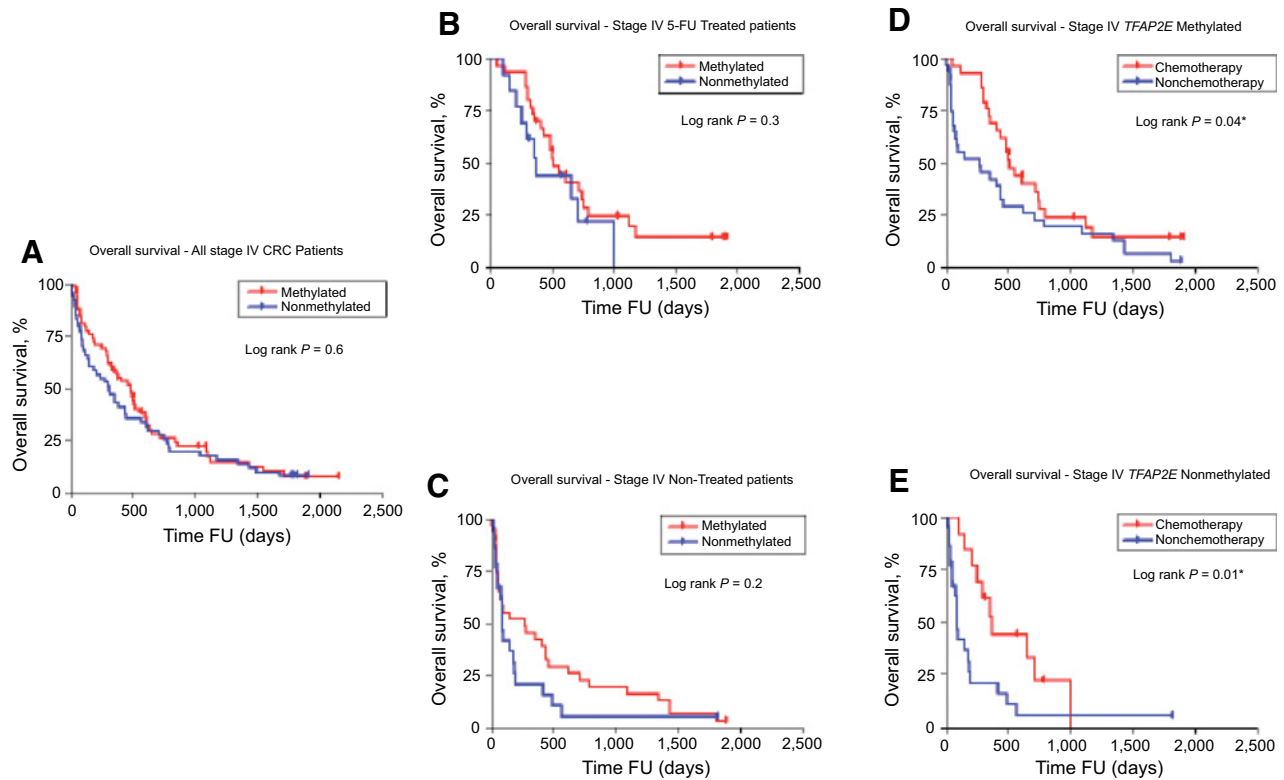 A
Overall survival - All stage IV CRC Patients
Methylated
Nonmethylated
Log rank P = 0.6
Overall survival, %
100
75
50
25
0
0 500 1,000 1,500 2,000 2,500
Time FU (days)
B
Overall survival - Stage IV 5-FU Treated patients
Methylated
Nonmethylated
Log rank P = 0.3
Overall survival, %
100
75
50
25
0
0 500 1,000 1,500 2,000 2,500
Time FU (days)
C
Overall survival - Stage IV Non-Treated patients
Methylated
Nonmethylated
Log rank P = 0.2
Overall survival, %
100
75
50
25
0
0 500 1,000 1,500 2,000 2,500
Time FU (days)
D
Overall survival - Stage IV TFAP2E Methylated
Chemotherapy
Nonchemotherapy
Log rank P = 0.04*
Overall survival, %
100
75
50
25
0
0 500 1,000 1,500 2,000 2,500
Time FU (days)
E
Overall survival - Stage IV TFAP2E Nonmethylated
Chemotherapy
Nonchemotherapy
Log rank P = 0.01*
Overall survival, %
100
75
50
25
0
0 500 1,000 1,500 2,000 2,500
Time FU (days)